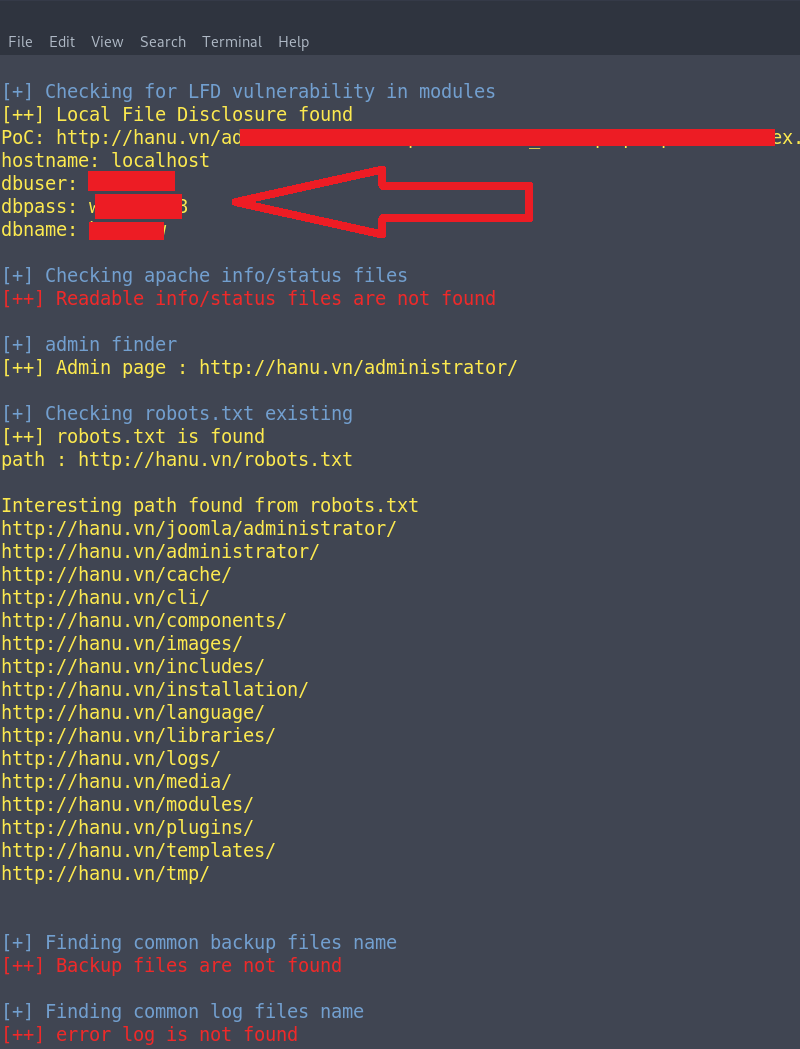 File Edit View Search Terminal Help
[+] Checking for LFD vulnerability in modules
[++] Local File Disclosure found
PoC: http://hanu.vn/ad ex.
hostname: localhost
dbuser:
dbpass:
dbname:
[+] Checking apache info/status files
[++] Readable info/status files are not found
[+] admin finder
[++] Admin page : http://hanu.vn/administrator/
[+] Checking robots.txt existing
[++] robots.txt is found
path : http://hanu.vn/robots.txt
Interesting path found from robots.txt
http://hanu.vn/joomla/administrator/
http://hanu.vn/administrator/
http://hanu.vn/cache/
http://hanu.vn/cli/
http://hanu.vn/components/
http://hanu.vn/images/
http://hanu.vn/includes/
http://hanu.vn/installation/
http://hanu.vn/language/
http://hanu.vn/libraries/
http://hanu.vn/logs/
http://hanu.vn/media/
http://hanu.vn/modules/
http://hanu.vn/plugins/
http://hanu.vn/templates/
http://hanu.vn/tmp/
[+] Finding common backup files name
[++] Backup files are not found
[+] Finding common log files name
[++] error log is not found